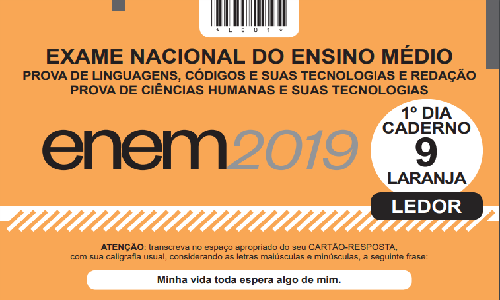 *LED1*
EXAME NACIONAL DO ENSINO MÉDIO
PROVA DE LINGUAGENS, CÓDIGOS E SUAS TECNOLOGIAS E REDAÇÃO
PROVA DE CIÊNCIAS HUMANAS E SUAS TECNOLOGIAS
enem2019
1º DIA
CADERNO
9
LARANJA
LEDOR
ATENÇÃO: transcreva no espaço apropriado do seu CARTÃO-RESPOSTA,
com sua caligrafia usual, considerando as letras maiúsculas e minúsculas, a seguinte frase:
Minha vida toda espera algo de mim.